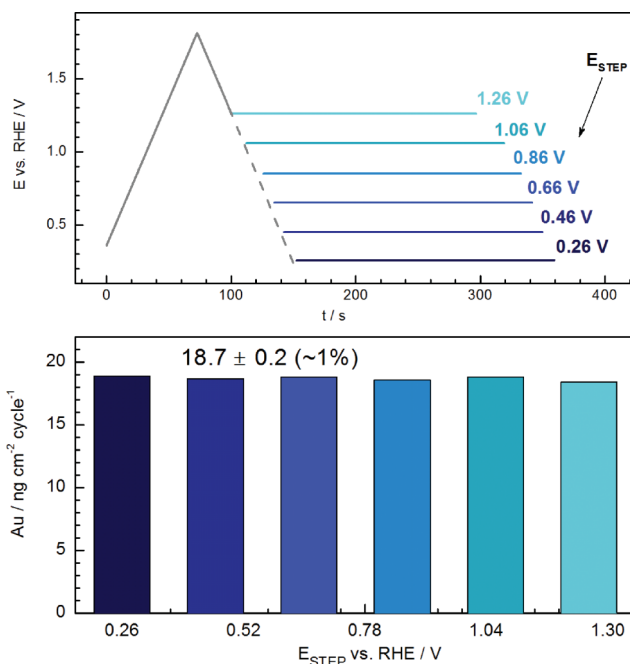 E_STEP
1.26 V
1.06 V
0.86 V
0.66 V
0.46 V
0.26 V
E vs. RHE / V
1.5
1.0
0.5
0 100 200 300 400
t / s
18.7 ± 0.2 (~1%)
Au / ng cm⁻² cycle⁻¹
20
15
10
5
0
0.26 0.52 0.78 1.04 1.30
E_STEP vs. RHE / V